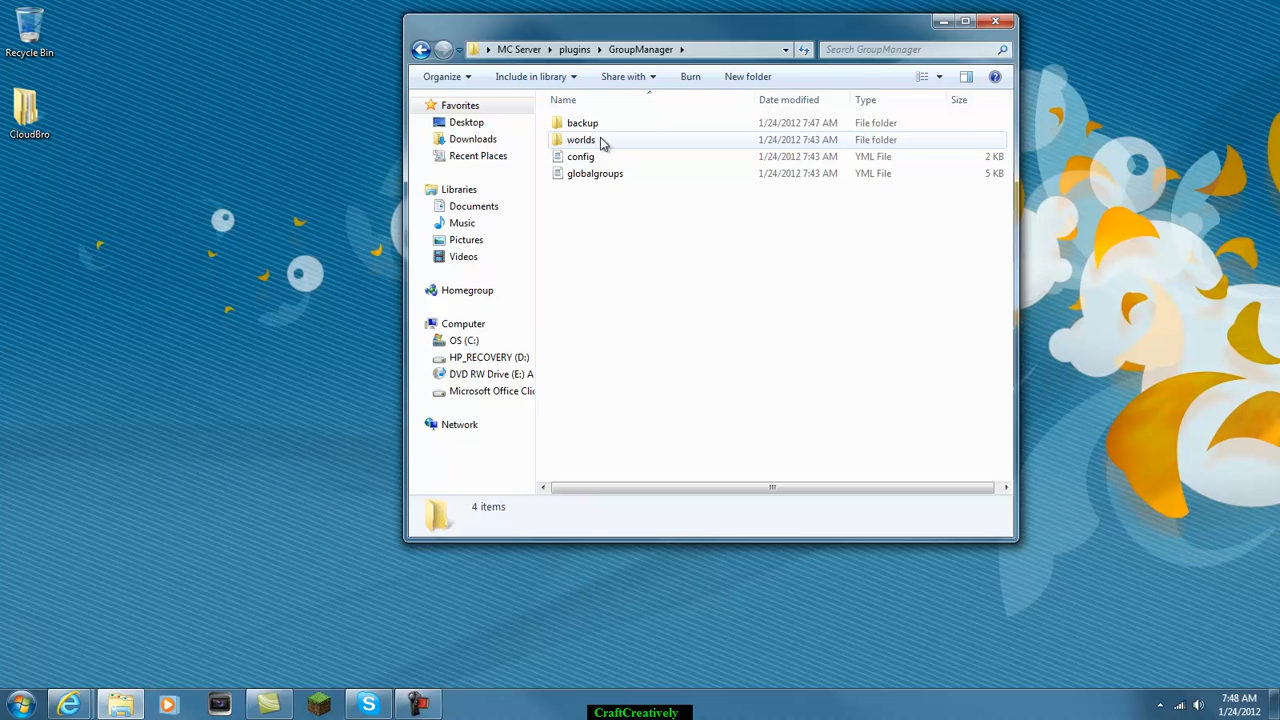 Recycle Bin
CloudBro
MC Server plugins GroupManager
Search GroupManager
Organize Include in library Share with Burn New folder
Name Date modified Type Size
backup 1/24/2012 7:47 AM File folder
worlds 1/24/2012 7:43 AM File folder
config 1/24/2012 7:43 AM YML File 2 KB
globalgroups 1/24/2012 7:43 AM YML File 5 KB
Favorites
Desktop
Downloads
Recent Places
Libraries
Documents
Music
Pictures
Videos
Homegroup
Computer
OS (C:)
HP_RECOVERY (D:)
DVD RW Drive (E:) A
Microsoft Office Clic
Network
4 items
7:48 AM
1/24/2012
CraftCreatively